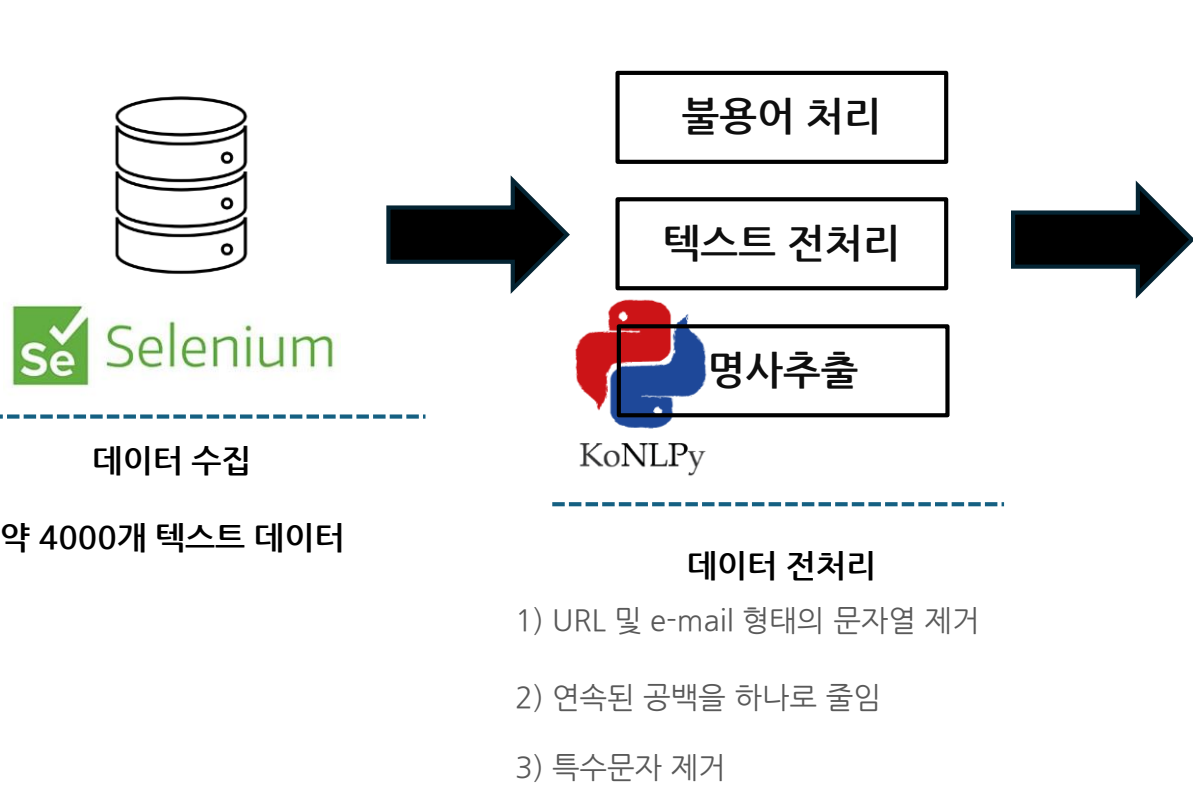 Se Selenium
데이터 수집
약 4000개 텍스트 데이터
불용어 처리
텍스트 전처리
명사추출
KoNLPy
데이터 전처리
1) URL 및 e-mail 형태의 문자열 제거
2) 연속된 공백을 하나로 줄임
3) 특수문자 제거